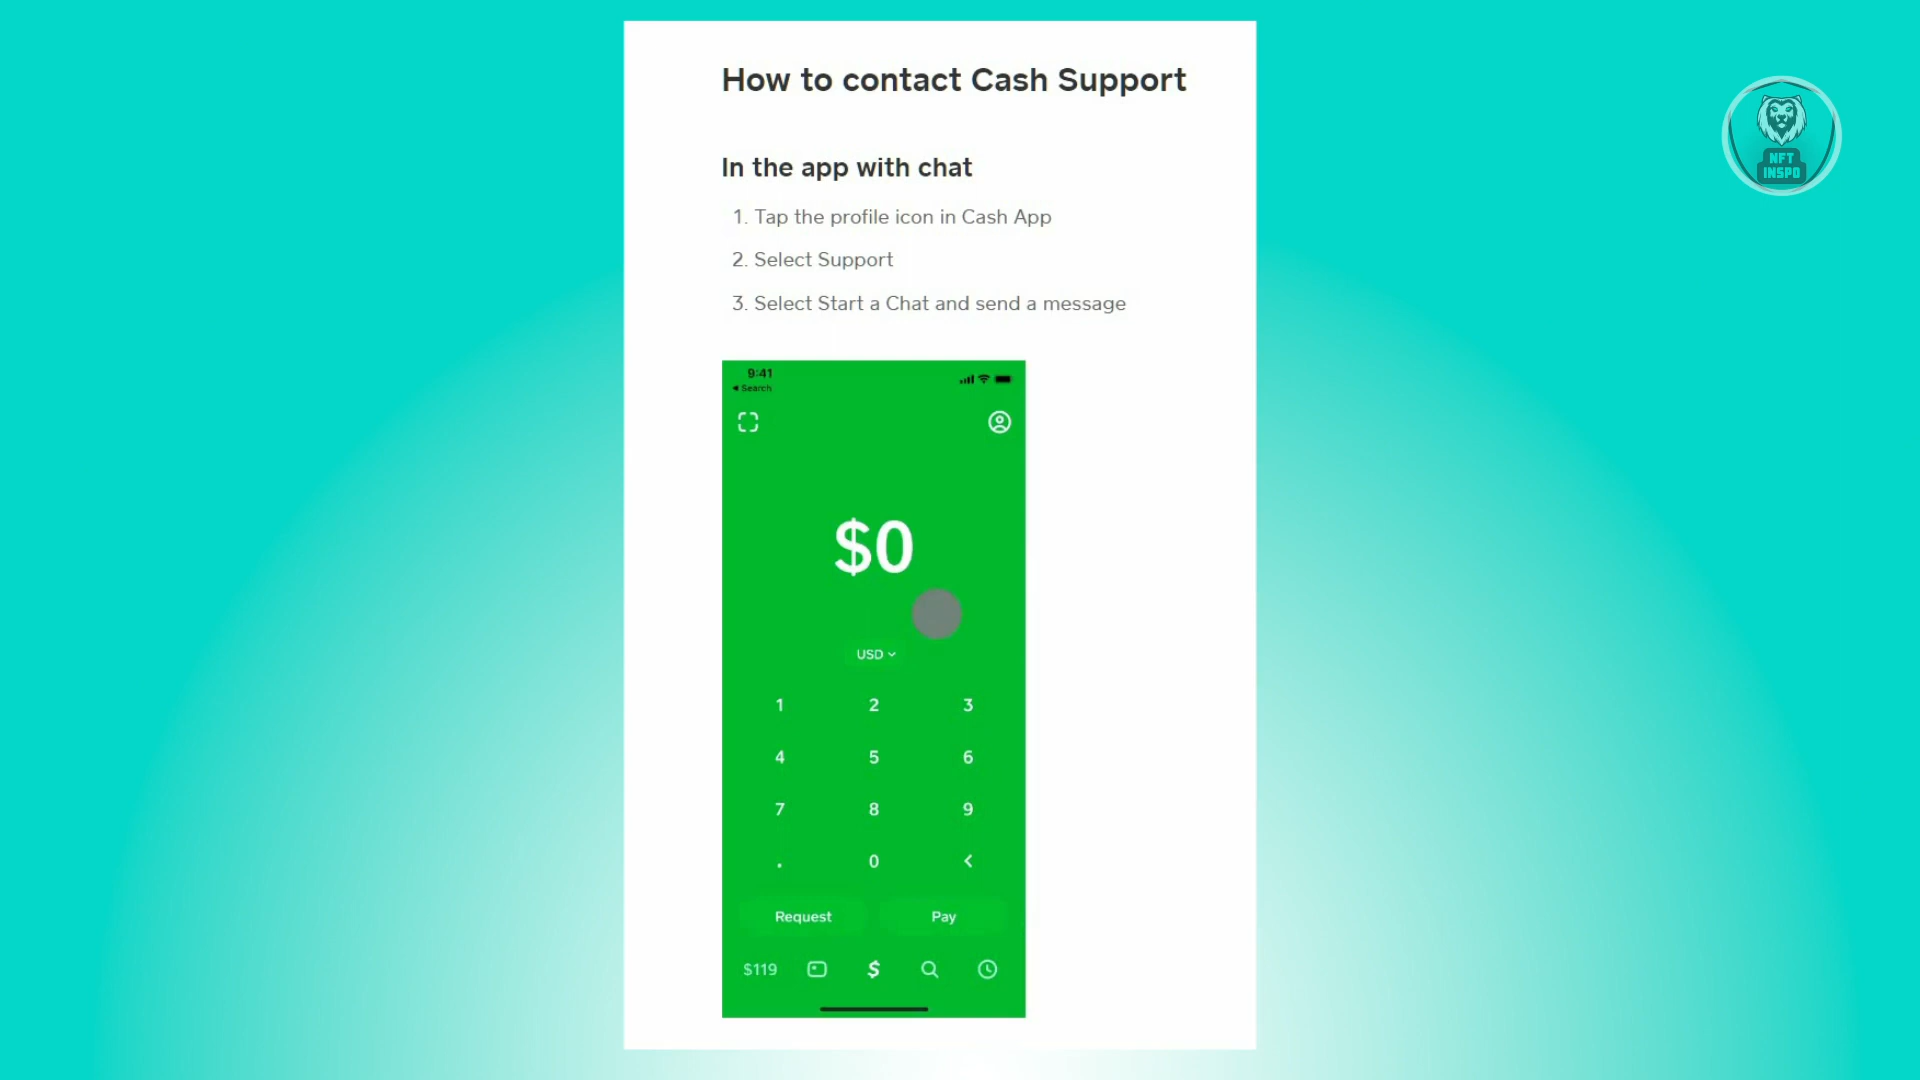 How to contact Cash Support
In the app with chat
1. Tap the profile icon in Cash App
2. Select Support
3. Select Start a Chat and send a message
9:41
Search
$0
USD
1 2 3
4 5 6
7 8 9
. 0 <
Request Pay
$119 $
NFT
INSPO